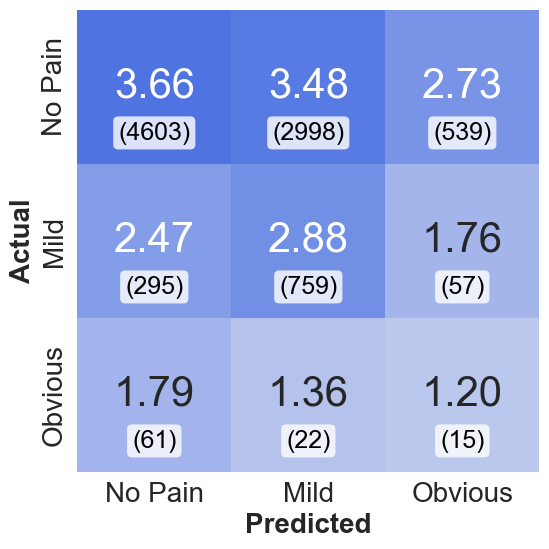 No Pain
3.66 3.48 2.73
(4603) (2998) (539)
Actual
Mild
2.47 2.88 1.76
(295) (759) (57)
Obvious
1.79 1.36 1.20
(61) (22) (15)
No Pain Mild Obvious
Predicted